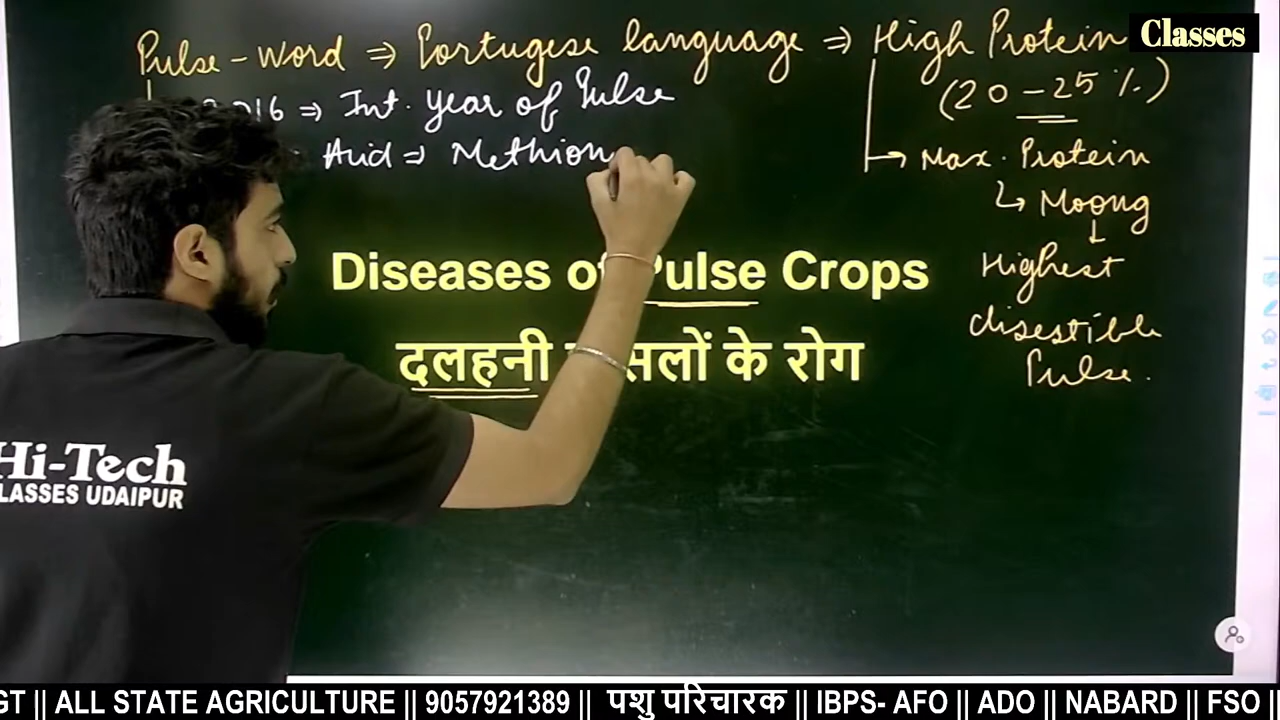 Classes
Pulse - word ⇒ Portugese language ⇒ High Protein
(20-25%)
2016 ⇒ Int. Year of Pulse
Acid ⇒ Methion
→ Max. Protein
↳ Moong
↓
Highest
disestible
Pulse.
Diseases of Pulse Crops
दलहनी फसलों के रोग
Hi-Tech
LASSES UDAIPUR
GT || ALL STATE AGRICULTURE || 9057921389 || पशु परिचारक || IBPS- AFO || ADO || NABARD || FSO ||